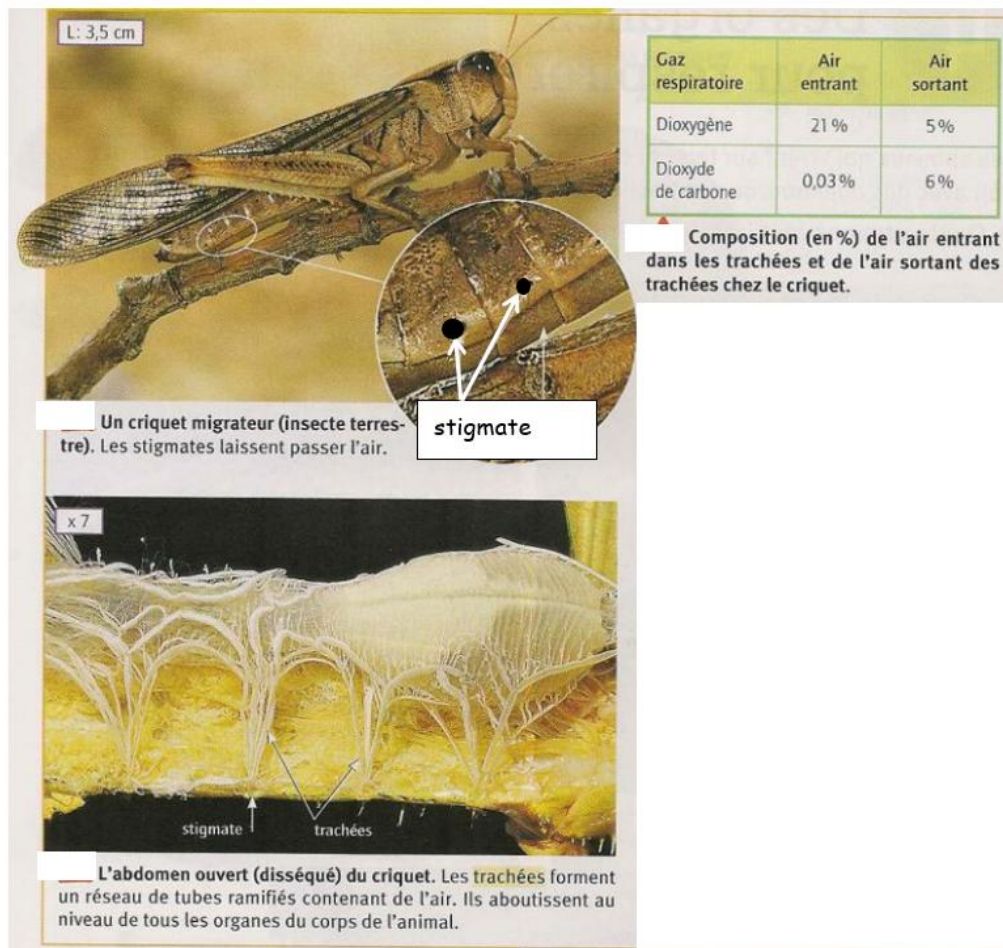 L: 3,5 cm
stigmate
Un criquet migrateur (insecte terres-
tre). Les stigmates laissent passer l'air.
Gaz respiratoire Air entrant Air sortant
Dioxygène 21 % 5 %
Dioxyde de carbone 0,03 % 6 %
Composition (en %) de l'air entrant
dans les trachées et de l'air sortant des
trachées chez le criquet.
x 7
stigmate trachées
L'abdomen ouvert (disséqué) du criquet. Les trachées forment
un réseau de tubes ramifiés contenant de l'air. Ils aboutissent au
niveau de tous les organes du corps de l'animal.